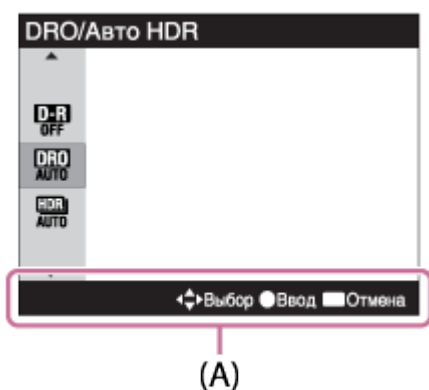 DRO/Авто HDR
D-R
OFF
DRO
AUTO
HDR
AUTO
Выбор Ввод Отмена
(A)